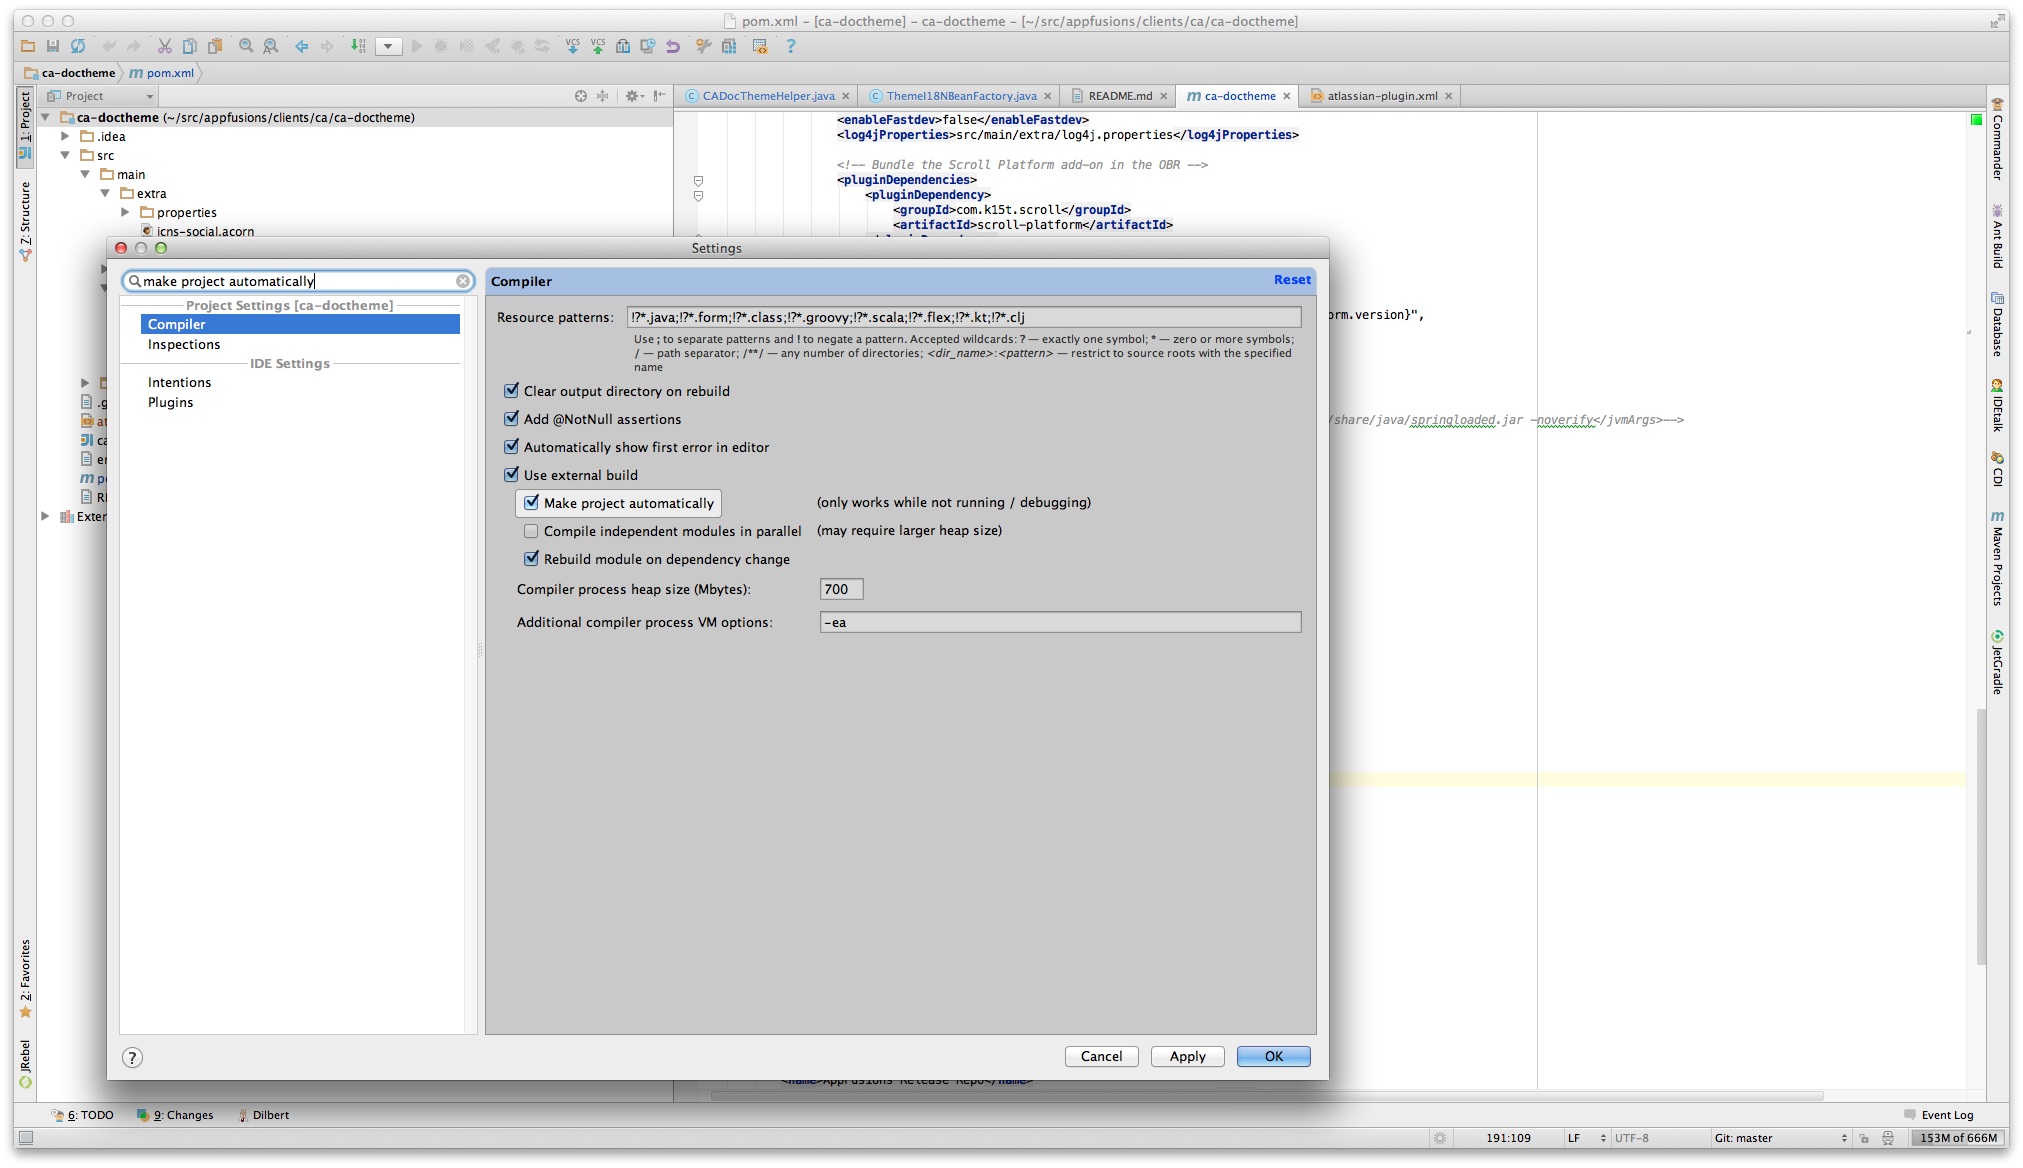 pom.xml – [ca-doctheme] – ca-doctheme – [~/src/appfusions/clients/ca/ca-doctheme]
ca-doctheme
pom.xml
Project
CADocThemeHelper.java
ThemeI18NBeanFactory.java
README.md
ca-doctheme
atlassian-plugin.xml
1: Project
Z: Structure
2: Favorites
JRebel
ca-doctheme (~/src/appfusions/clients/ca/ca-doctheme)
.idea
src
main
extra
properties
icns-social.acorn
.g
at
ca
er
po
Exter
<enableFastdev>false</enableFastdev>
<log4jProperties>src/main/extra/log4j.properties</log4jProperties>
<!-- Bundle the Scroll Platform add-on in the OBR -->
<pluginDependencies>
<pluginDependency>
<groupId>com.k15t.scroll</groupId>
<artifactId>scroll-platform</artifactId>
orm.version}",
/share/java/springloaded.jar -noverify</jvmArgs>-->
<name>AppFusions Release Repo</name>
Settings
make project automatically
Project Settings [ca-doctheme]
Compiler
Inspections
IDE Settings
Intentions
Plugins
Compiler
Reset
Resource patterns: !?*.java;!?*.form;!?*.class;!?*.groovy;!?*.scala;!?*.flex;!?*.kt;!?*.clj
Use ; to separate patterns and ! to negate a pattern. Accepted wildcards: ? — exactly one symbol; * — zero or more symbols;
/ — path separator; /**/ — any number of directories; <dir_name>:<pattern> — restrict to source roots with the specified
name
Clear output directory on rebuild
Add @NotNull assertions
Automatically show first error in editor
Use external build
Make project automatically (only works while not running / debugging)
Compile independent modules in parallel (may require larger heap size)
Rebuild module on dependency change
Compiler process heap size (Mbytes): 700
Additional compiler process VM options: -ea
?
Cancel
Apply
OK
Commander
Ant Build
Database
IDEtalk
CDI
Maven Projects
JetGradle
6: TODO
9: Changes
Dilbert
Event Log
191:109
LF
UTF-8
Git: master
153M of 666M